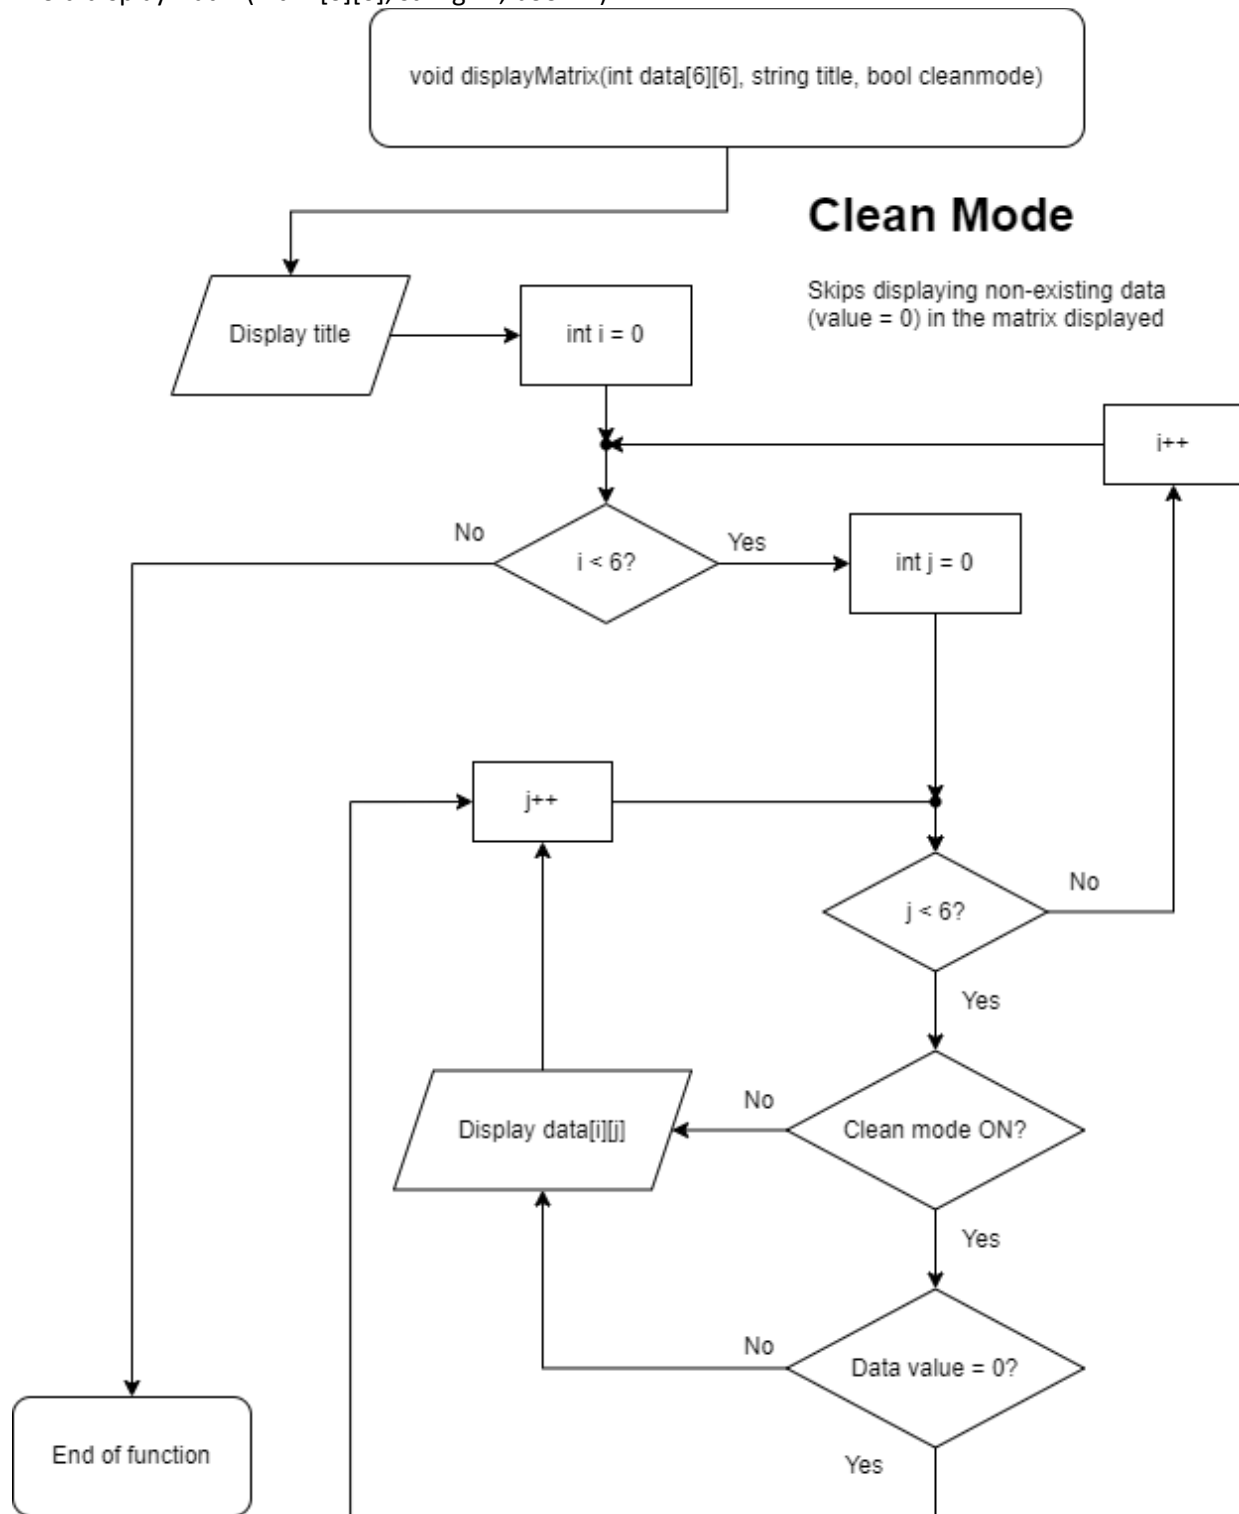 void displayMatrix(int data[6][6], string title, bool cleanmode)
Clean Mode
Skips displaying non-existing data
(value = 0) in the matrix displayed
Display title
int i = 0
i++
No
i < 6?
Yes
int j = 0
j++
j < 6?
No
Yes
Display data[i][j]
No
Clean mode ON?
Yes
No
Data value = 0?
End of function
Yes